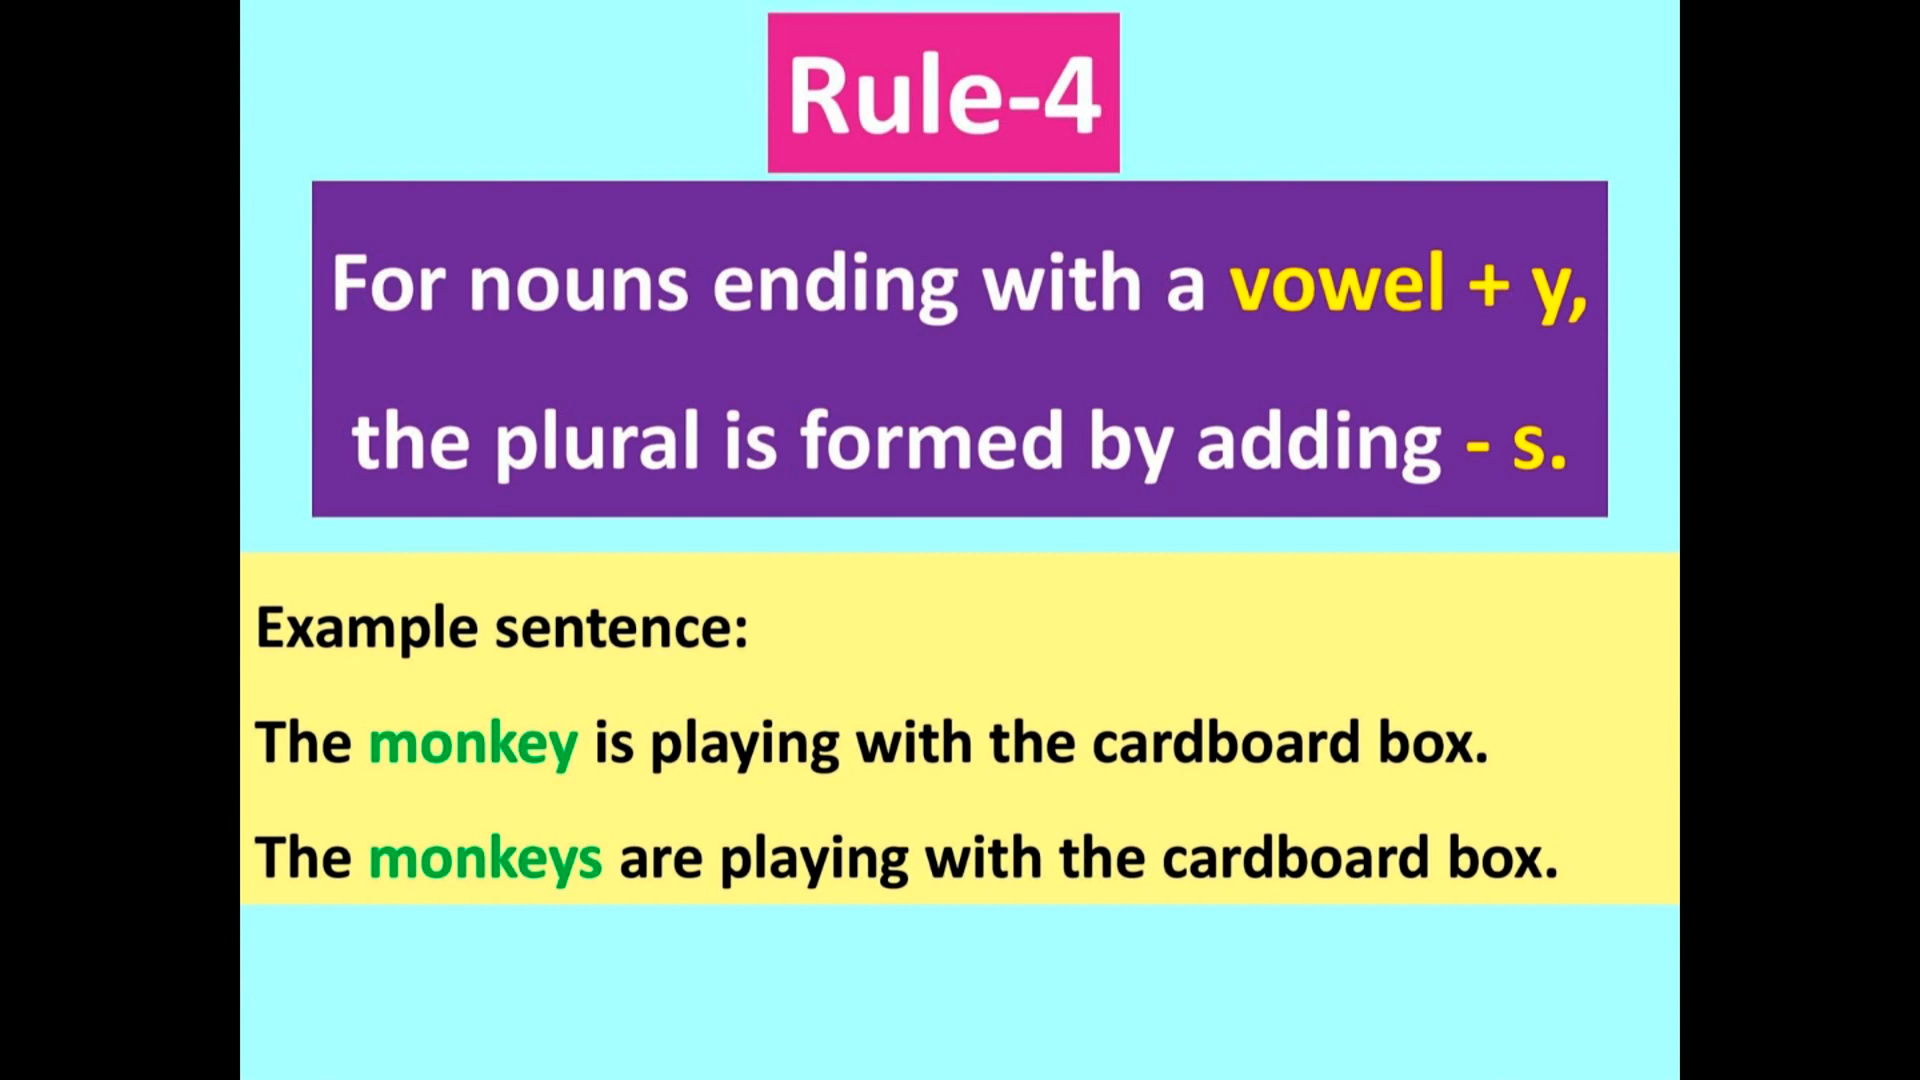 Rule-4
For nouns ending with a vowel + y,
the plural is formed by adding - s.
Example sentence:
The monkey is playing with the cardboard box.
The monkeys are playing with the cardboard box.